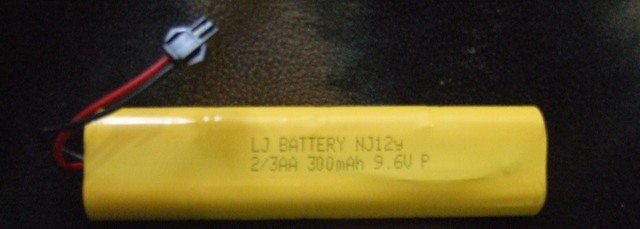 LJ BATTERY NJ12y
2/3AA 300mAh 9.6V P